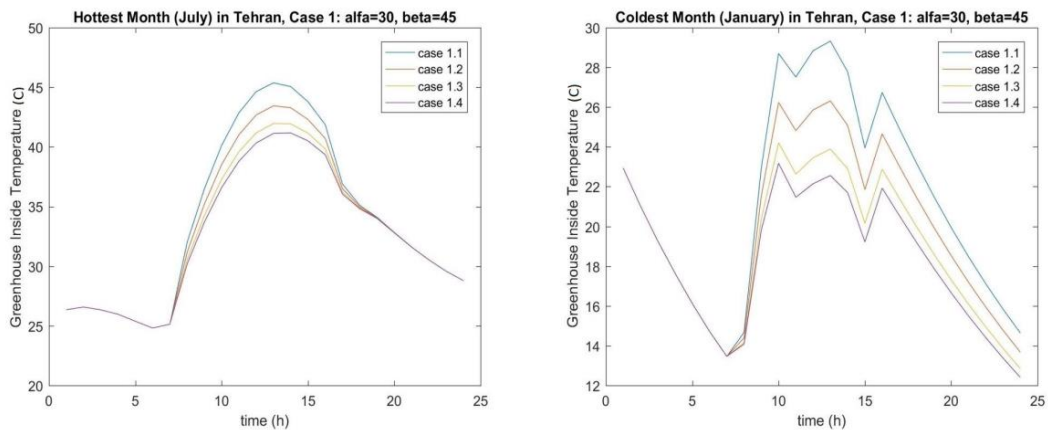 Hottest Month (July) in Tehran, Case 1: alfa=30, beta=45
50
45
40
35
30
25
20
0
5
10
15
20
25
Greenhouse Inside Temperature (C)
time (h)
case 1.1
case 1.2
case 1.3
case 1.4
Coldest Month (January) in Tehran, Case 1: alfa=30, beta=45
30
28
26
24
22
20
18
16
14
12
0
5
10
15
20
25
Greenhouse Inside Temperature (C)
time (h)
case 1.1
case 1.2
case 1.3
case 1.4